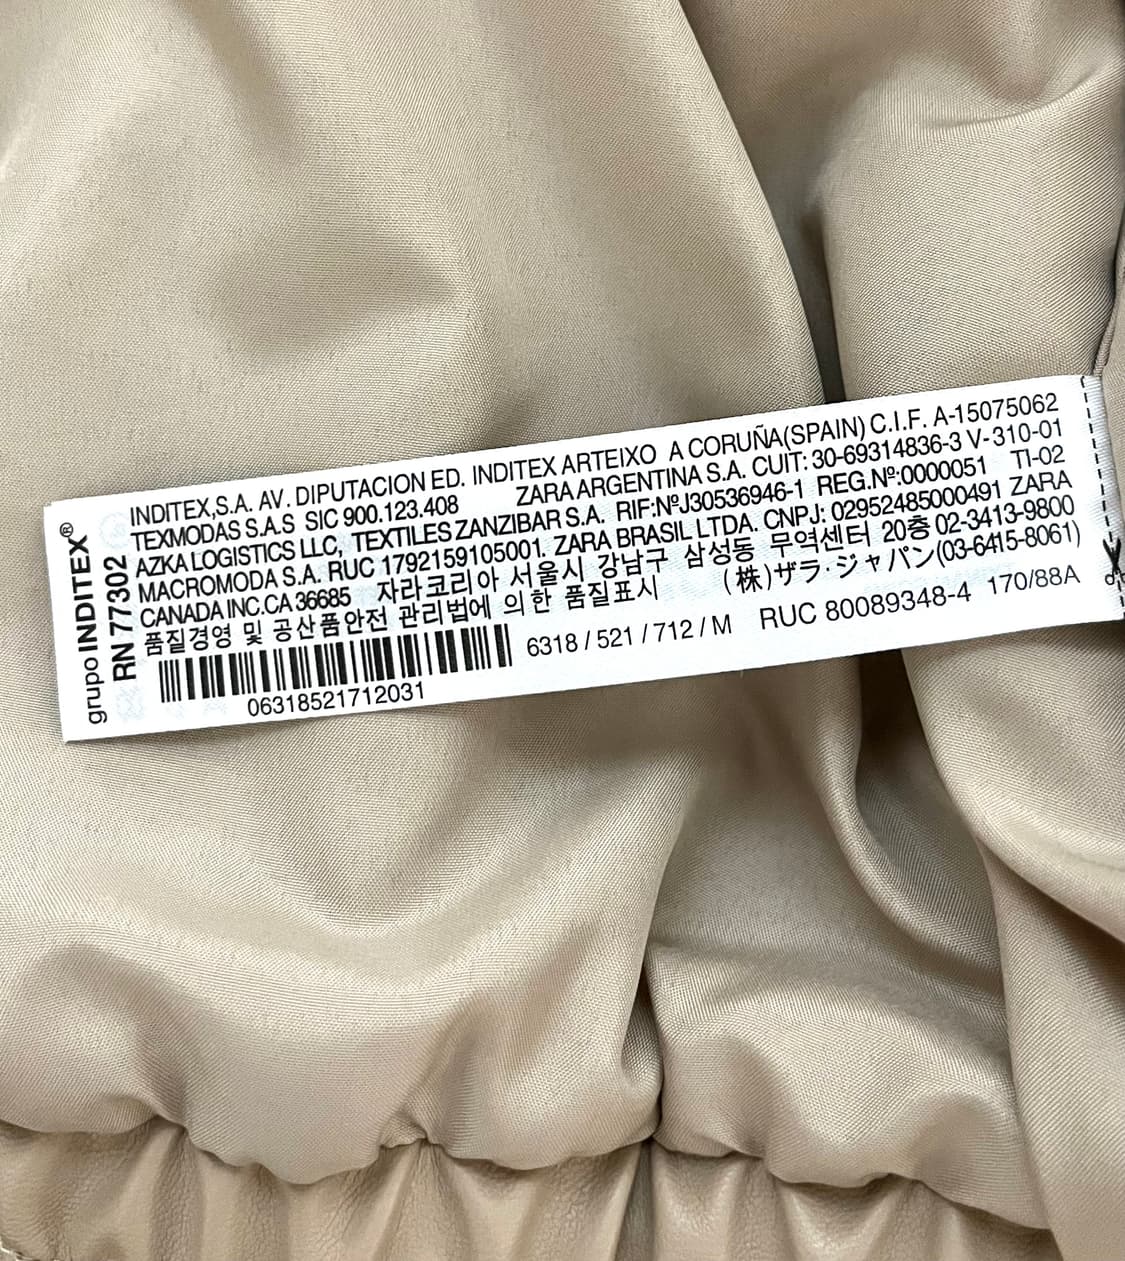 grupo INDITEX®
RN 77302
INDITEX,S.A. AV. DIPUTACION ED. INDITEX ARTEIXO A CORUÑA(SPAIN) C.I.F. A-15075062
TEXMODAS S.A.S SIC 900.123.408 ZARA ARGENTINA S.A. CUIT: 30-69314836-3 V-310-01
AZKA LOGISTICS LLC, TEXTILES ZANZIBAR S.A. RIF:NºJ30536946-1 REG.Nº:0000051 TI-02
MACROMODA S.A. RUC 1792159105001. ZARA BRASIL LTDA. CNPJ: 02952485000491 ZARA
CANADA INC.CA 36685 자라코리아 서울시 강남구 삼성동 무역센터 20층 02-3413-9800
품질경영 및 공산품안전 관리법에 의한 품질표시 (株)ザラ・ジャパン(03-6415-8061)
6318 / 521 / 712 / M RUC 80089348-4 170/88A
06318521712031